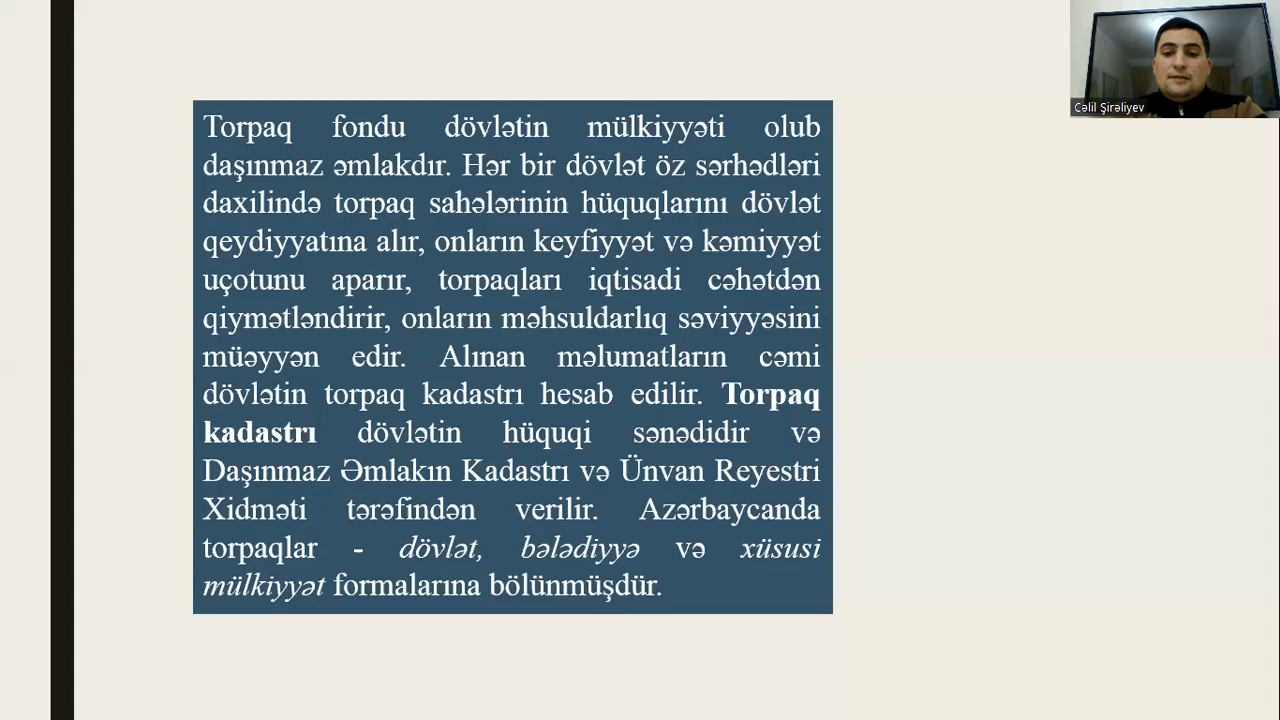 Torpaq fondu dövlətin mülkiyyəti olub
daşınmaz əmlakdır. Hər bir dövlət öz sərhədləri
daxilində torpaq sahələrinin hüquqlarını dövlət
qeydiyyatına alır, onların keyfiyyət və kəmiyyət
uçotunu aparır, torpaqları iqtisadi cəhətdən
qiymətləndirir, onların məhsuldarlıq səviyyəsini
müəyyən edir. Alınan məlumatların cəmi
dövlətin torpaq kadastrı hesab edilir. Torpaq
kadastrı dövlətin hüquqi sənədidir və
Daşınmaz Əmlakın Kadastrı və Ünvan Reyestri
Xidməti tərəfindən verilir. Azərbaycanda
torpaqlar - dövlət, bələdiyyə və xüsusi
mülkiyyət formalarına bölünmüşdür.
Cəlil Şirəliyev